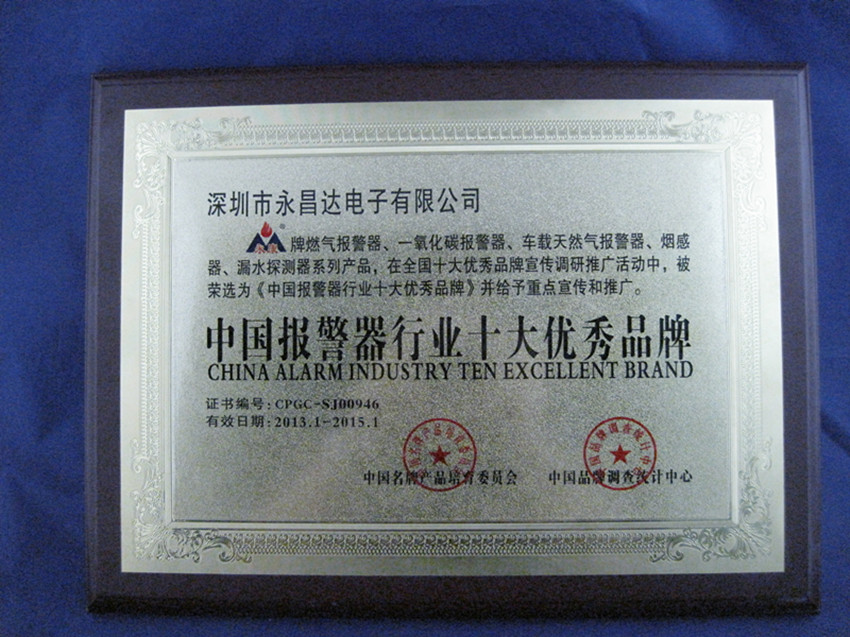 深圳市永昌达电子有限公司
牌燃气报警器、一氧化碳报警器、车载天然气报警器、烟感
器、漏水探测器系列产品，在全国十大优秀品牌宣传调研推广活动中，被
荣选为《中国报警器行业十大优秀品牌》并给予重点宣传和推广。
中国报警器行业十大优秀品牌
CHINA ALARM INDUSTRY TEN EXCELLENT BRAND
证书编号：CPGC-SJ00946
有效日期：2013.1-2015.1
中国名牌产品培育委员会 中国品牌调查统计中心